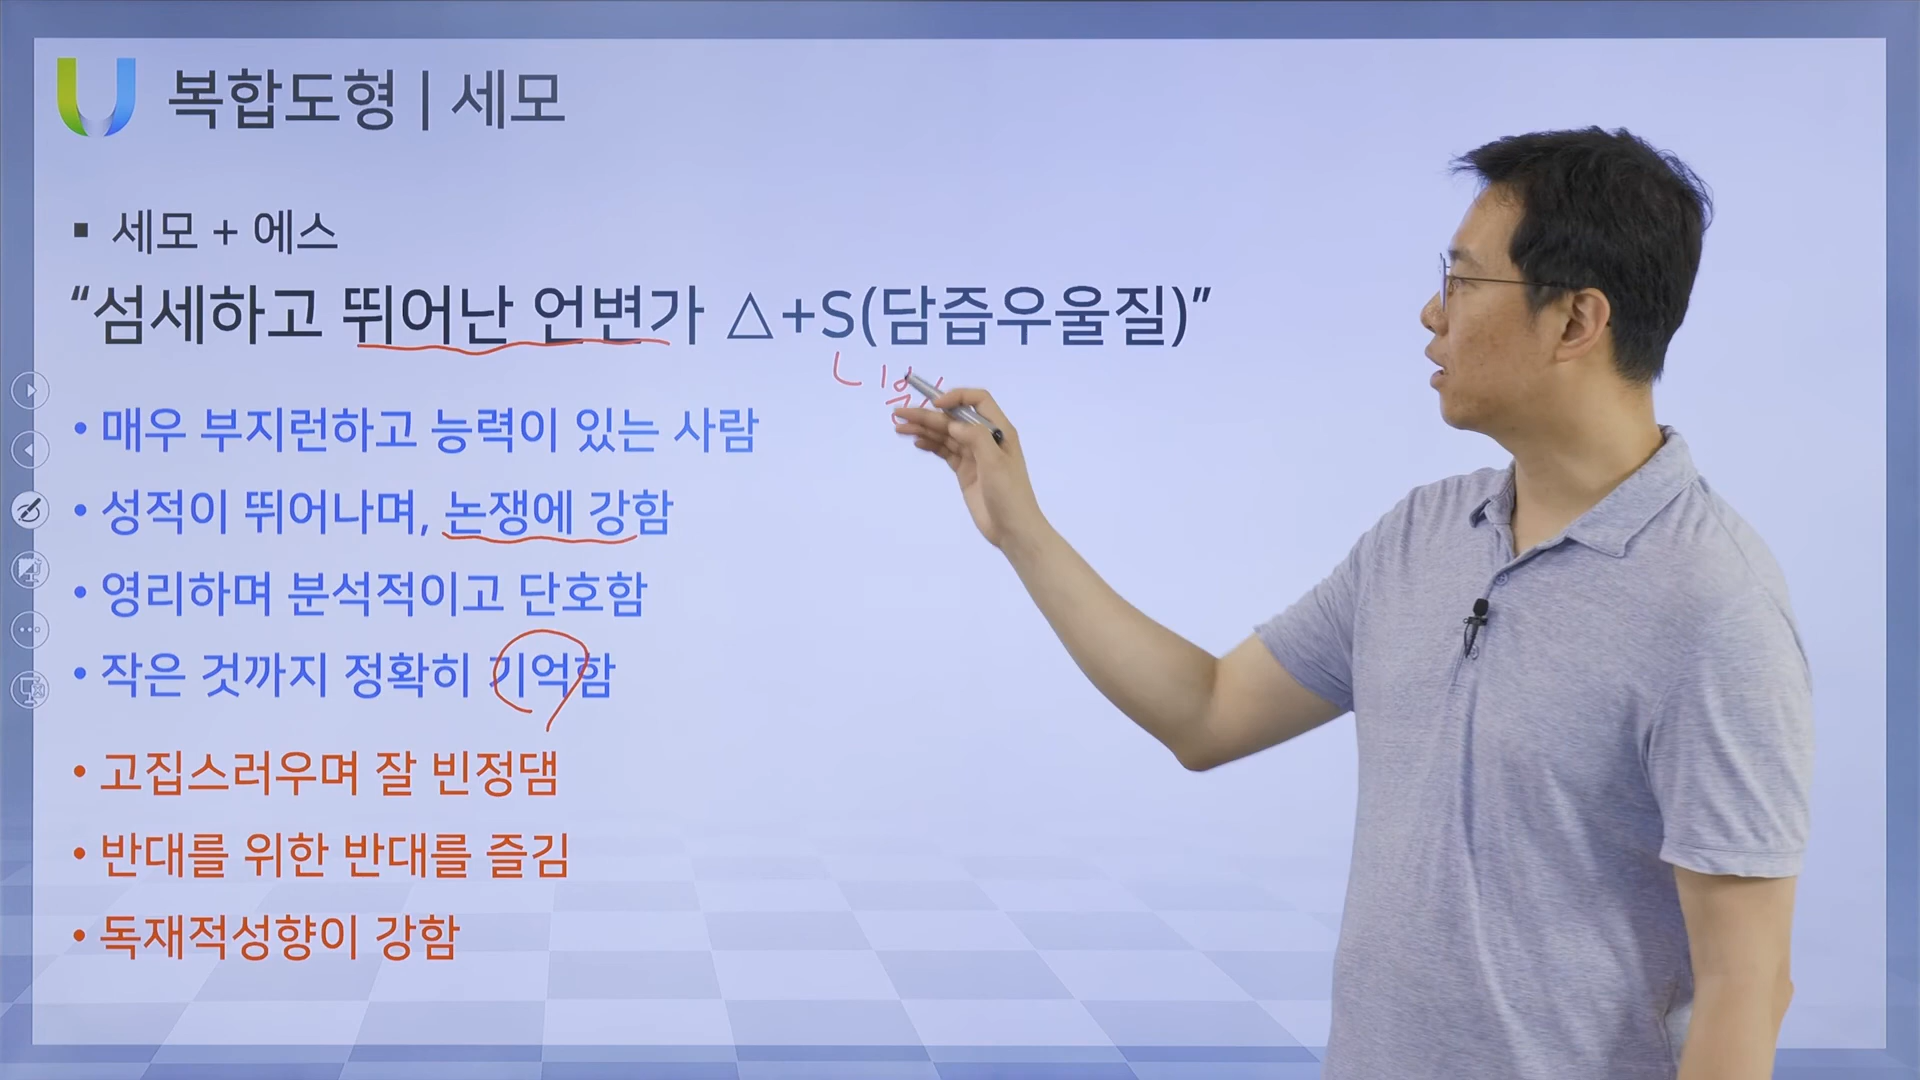 복합도형 | 세모
▪ 세모 + 에스
“섬세하고 뛰어난 언변가 △+S(담즙우울질)”
• 매우 부지런하고 능력이 있는 사람
• 성적이 뛰어나며, 논쟁에 강함
• 영리하며 분석적이고 단호함
• 작은 것까지 정확히 기억함
• 고집스러우며 잘 빈정댐
• 반대를 위한 반대를 즐김
• 독재적성향이 강함